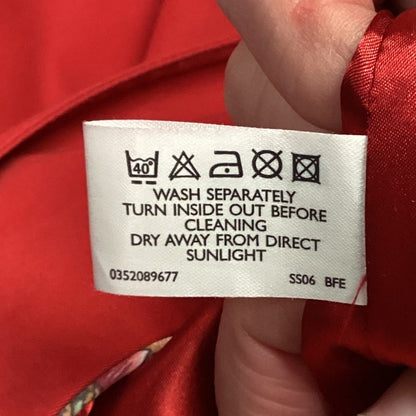 40°
WASH SEPARATELY
TURN INSIDE OUT BEFORE
CLEANING
DRY AWAY FROM DIRECT
SUNLIGHT
0352089677 SS06 BFE